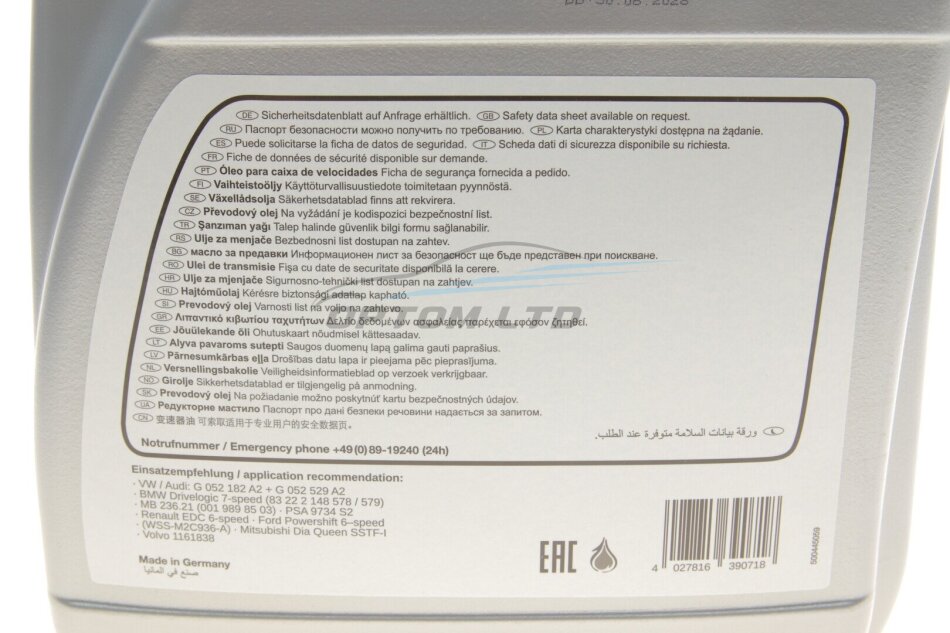 30.06.2028
DE Sicherheitsdatenblatt auf Anfrage erhältlich. GB Safety data sheet available on request.
RU Паспорт безопасности можно получить по требованию. PL Karta charakterystyki dostępna na żądanie.
ES Puede solicitarse la ficha de datos de seguridad. IT Scheda dati di sicurezza disponibile su richiesta.
FR Fiche de données de sécurité disponible sur demande.
PT Óleo para caixa de velocidades Ficha de segurança fornecida a pedido.
FI Vaihteistoöljy Käyttöturvallisuustiedote toimitetaan pyynnöstä.
SE Växellådsolja Säkerhetsdatablad finns att rekvirera.
CZ Převodový olej Na vyžádání je kodispozici bezpečnostní list.
TR Şanzıman yağı Talep halinde güvenlik bilgi formu sağlanabilir.
RS Ulje za menjače Bezbednosni list dostupan na zahtev.
BG масло за предавки Информационен лист за безопасност ще бъде представен при поискване.
RO Ulei de transmisie Fişa cu date de securitate disponibilă la cerere.
HR Ulje za mjenjače Sigurnosno-tehnički list dostupan na zahtjev.
HU Hajtóműolaj Kérésre biztonsági adatlap kapható.
SI Prevodovej olej Varnosti list na voljo na zahtevo.
GR Λιπαντικό κιβωτίου ταχυτήτων Δελτίο δεδομένων ασφαλείας παρέχεται εφόσον ζητηθεί.
EE Jõuülekande õli Ohutuskaart nõudmisel kättesaadav.
LT Alyva pavaroms sutepti Saugos duomenų lapą galima gauti paprašius.
LV Pārnesumkārbas eļļa Drošības datu lapa ir pieejama pēc pieprasījuma.
NL Versnellingsbakolie Veiligheidsinformatieblad op verzoek verkrijgbaar.
NO Girolje Sikkerhetsdatablad er tilgjengelig på anmodning.
SK Prevodový olej Na požiadanie možno poskytnúť kartu bezpečnostných údajov.
UA Редукторне мастило Паспорт про дані безпеки речовини надається за запитом.
CN 变速器油 可索取适用于专业用户的安全数据页。
ورقة بيانات السلامة متوفرة عند الطلب.
Notrufnummer / Emergency phone +49(0)89-19240 (24h)
ORTOM LTD
Einsatzempfehlung / application recommendation:
· VW / Audi: G 052 182 A2 + G 052 529 A2
· BMW Drivelogic 7-speed (83 22 2 148 578 / 579)
· MB 236.21 (001 989 85 03) · PSA 9734 S2
· Renault EDC 6-speed · Ford Powershift 6--speed
· (WSS-M2C936-A) · Mitsubishi Dia Queen SSTF-I
· Volvo 1161838
Made in Germany
صنع في المانيا
EAC
4 027816 390718
500445059